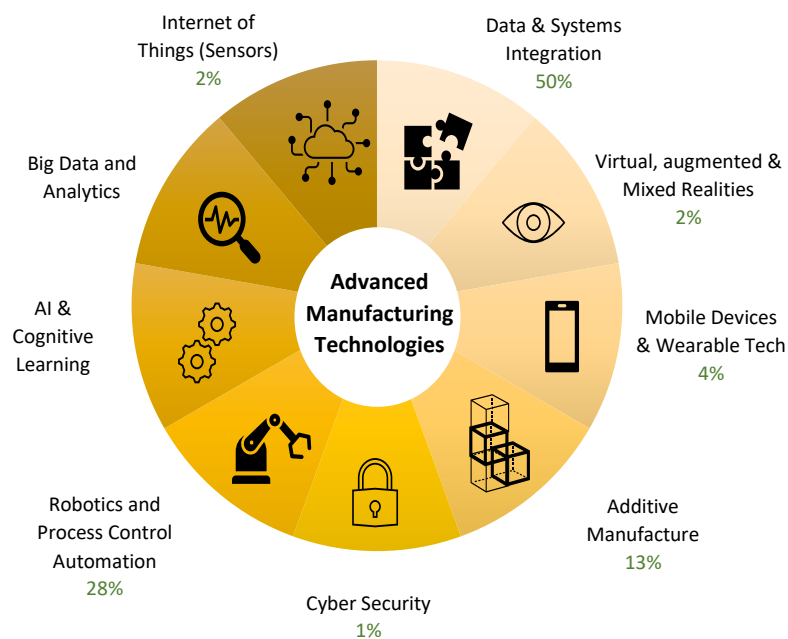 Internet of
Things (Sensors)
2%
Data & Systems
Integration
50%
Virtual, augmented &
Mixed Realities
2%
Mobile Devices
& Wearable Tech
4%
Additive
Manufacture
13%
Cyber Security
1%
Robotics and
Process Control
Automation
28%
AI &
Cognitive
Learning
Big Data and
Analytics
Advanced
Manufacturing
Technologies